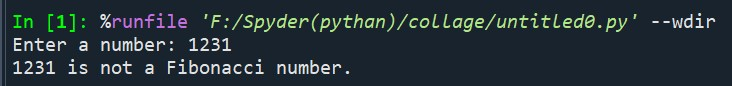 In [1]: %runfile 'F:/Spyder(pythan)/collage/untitled0.py' --wdir
Enter a number: 1231
1231 is not a Fibonacci number.